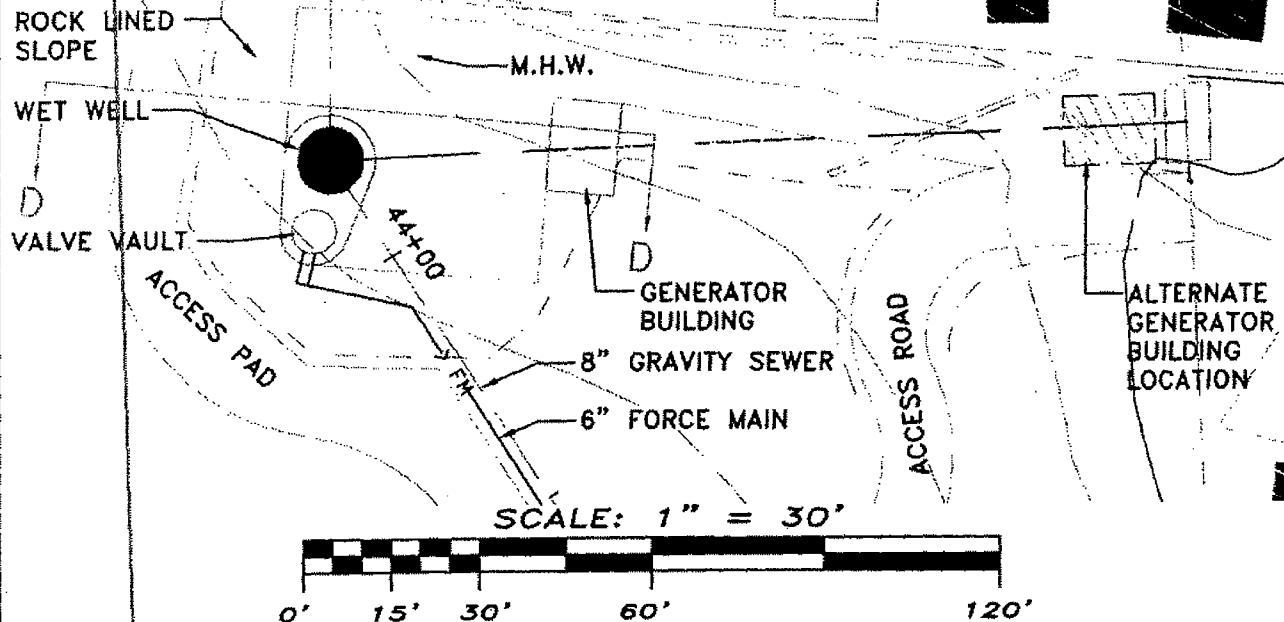 ROCK LINED
SLOPE
M.H.W.
WET WELL
D
VALVE VAULT
44+00
D
ACCESS PAD
GENERATOR
BUILDING
ACCESS ROAD
ALTERNATE
GENERATOR
BUILDING
LOCATION
8" GRAVITY SEWER
FM
6" FORCE MAIN
SCALE: 1" = 30'
0' 15' 30' 60' 120'